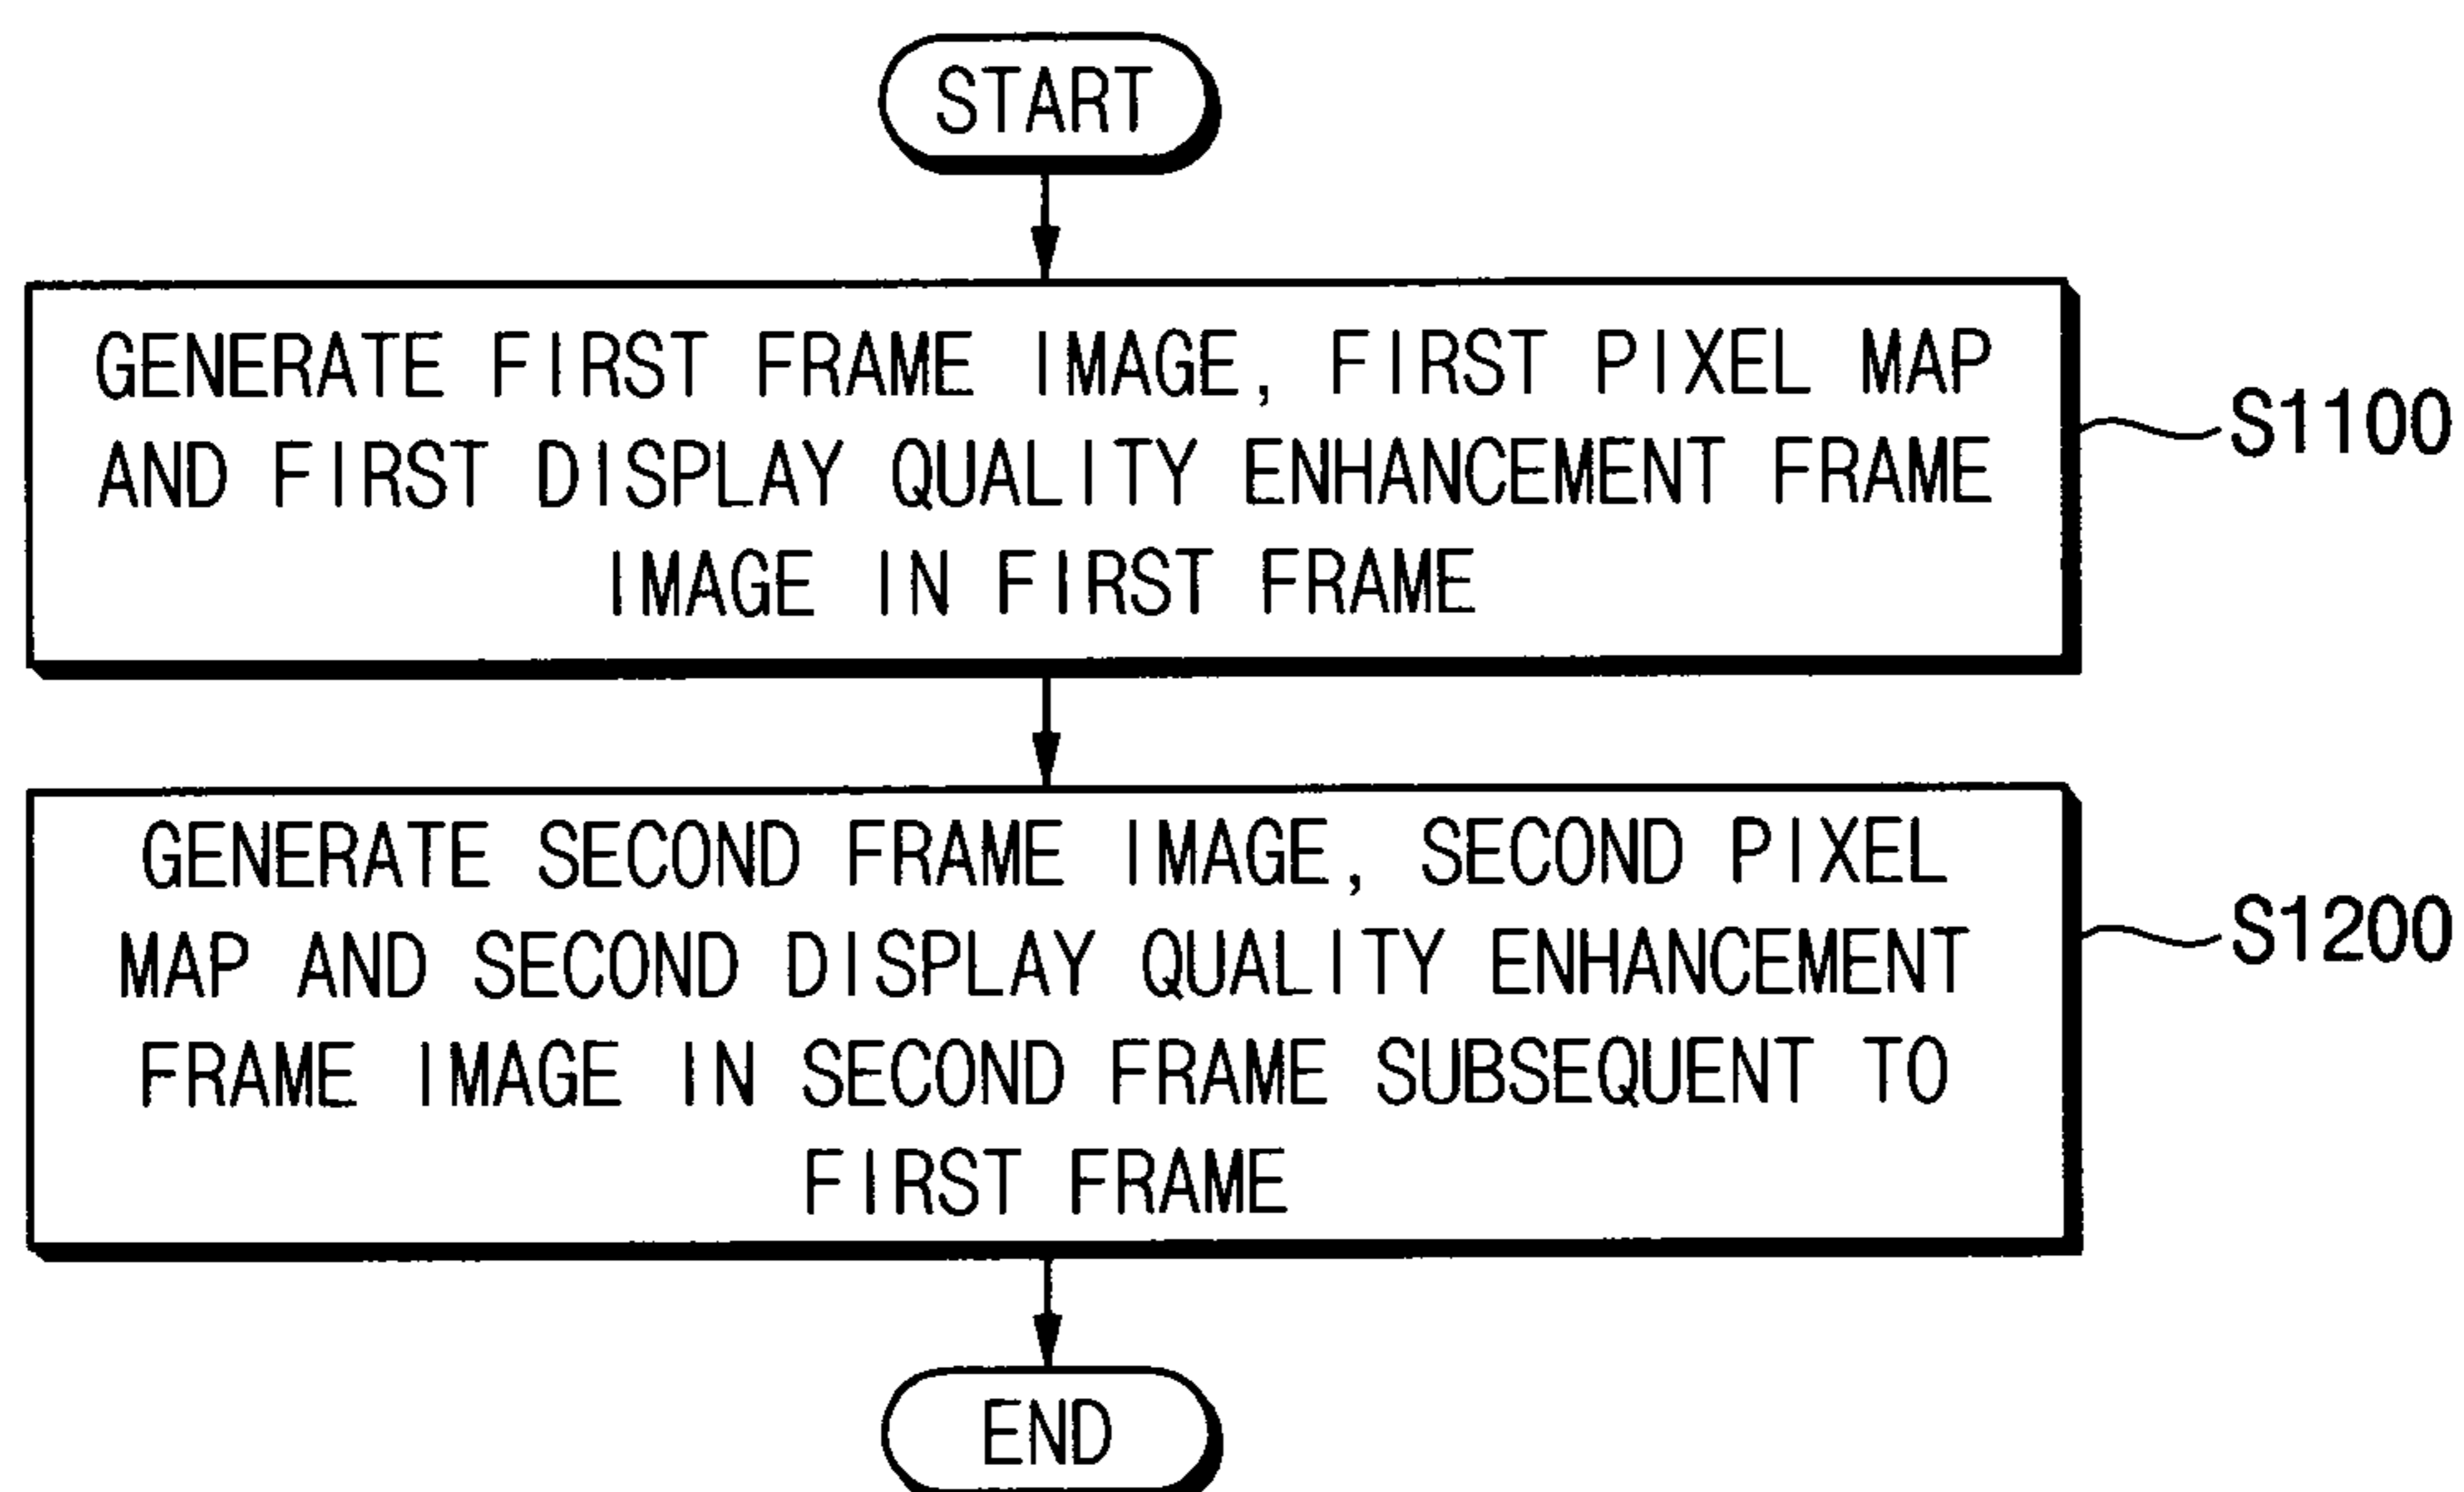 START
GENERATE FIRST FRAME IMAGE, FIRST PIXEL MAP
AND FIRST DISPLAY QUALITY ENHANCEMENT FRAME
IMAGE IN FIRST FRAME
S1100
GENERATE SECOND FRAME IMAGE, SECOND PIXEL
MAP AND SECOND DISPLAY QUALITY ENHANCEMENT
FRAME IMAGE IN SECOND FRAME SUBSEQUENT TO
FIRST FRAME
S1200
END